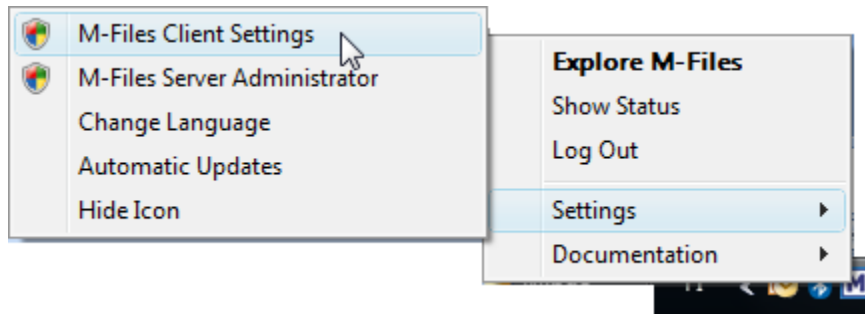 M-Files Client Settings
M-Files Server Administrator
Change Language
Automatic Updates
Hide Icon
Explore M-Files
Show Status
Log Out
Settings
Documentation